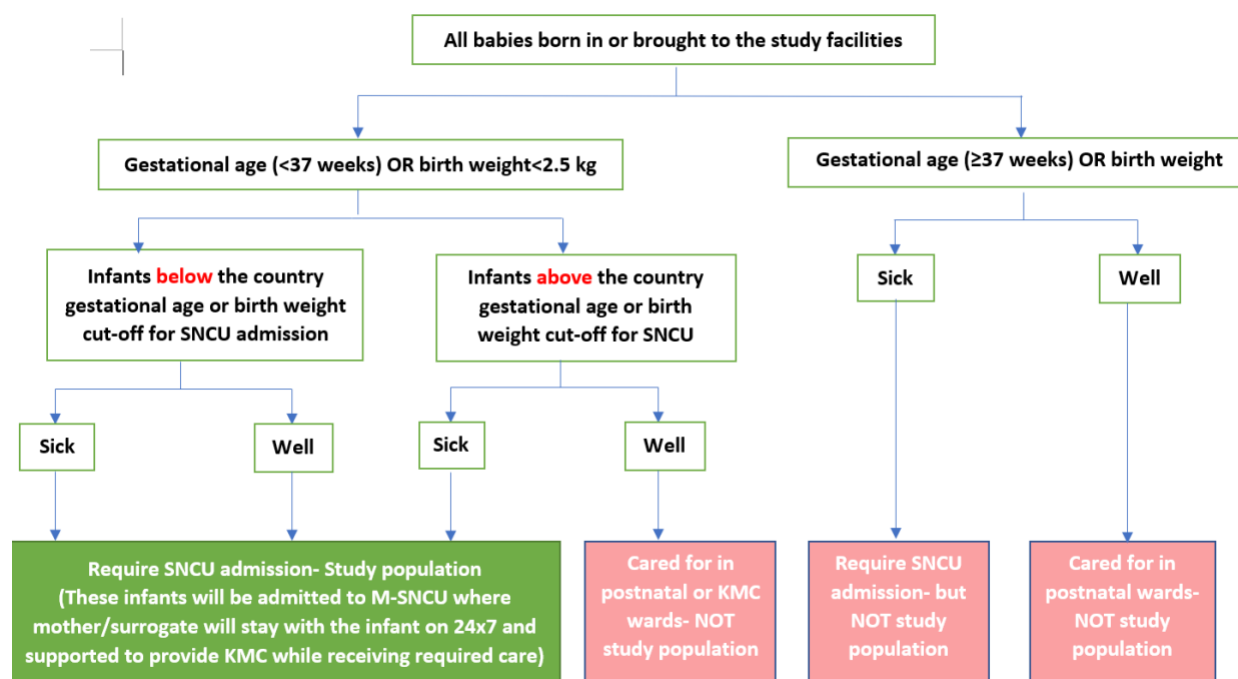 All babies born in or brought to the study facilities
Gestational age (<37 weeks) OR birth weight<2.5 kg
Gestational age (≥37 weeks) OR birth weight
Infants below the country
gestational age or birth weight
cut-off for SNCU admission
Infants above the country
gestational age or birth
weight cut-off for SNCU
Sick
Well
Sick
Well
Sick
Well
Require SNCU admission- Study population
(These infants will be admitted to M-SNCU where
mother/surrogate will stay with the infant on 24x7 and
supported to provide KMC while receiving required care)
Cared for in
postnatal or KMC
wards- NOT
study population
Require SNCU
admission- but
NOT study
population
Cared for in
postnatal wards-
NOT study
population